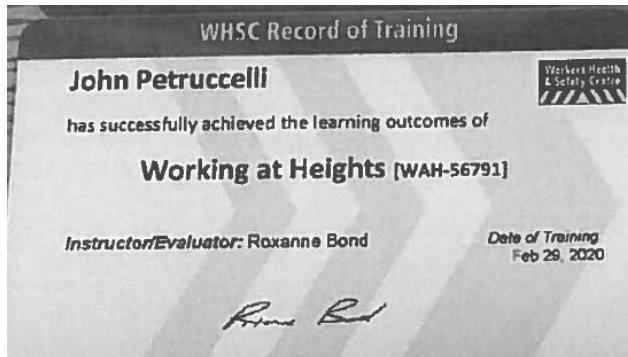 WHSC Record of Training
John Petruccelli
Workers Health
& Safety Centre
has successfully achieved the learning outcomes of
Working at Heights [WAH-56791]
Instructor/Evaluator: Roxanne Bond
Date of Training
Feb 29, 2020